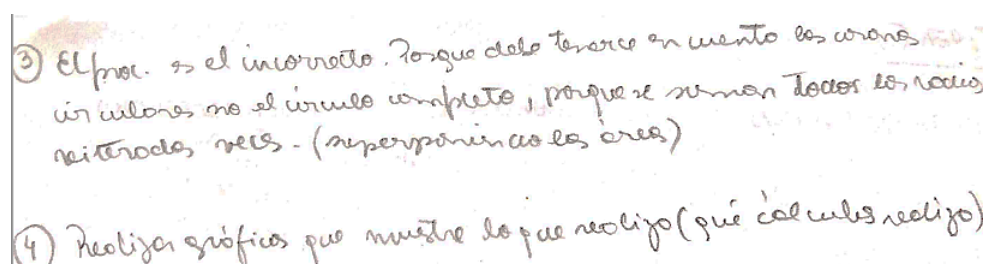 ③ El proc. es el incorrecto. Porque debe tenerse en cuenta las coronas
circulares no el círculo completo, porque se suman todos los radios
reiteradas veces - (superponiendo las áreas)
④ Realizar gráficos que muestre lo que realizo (qué cálculos realizo)